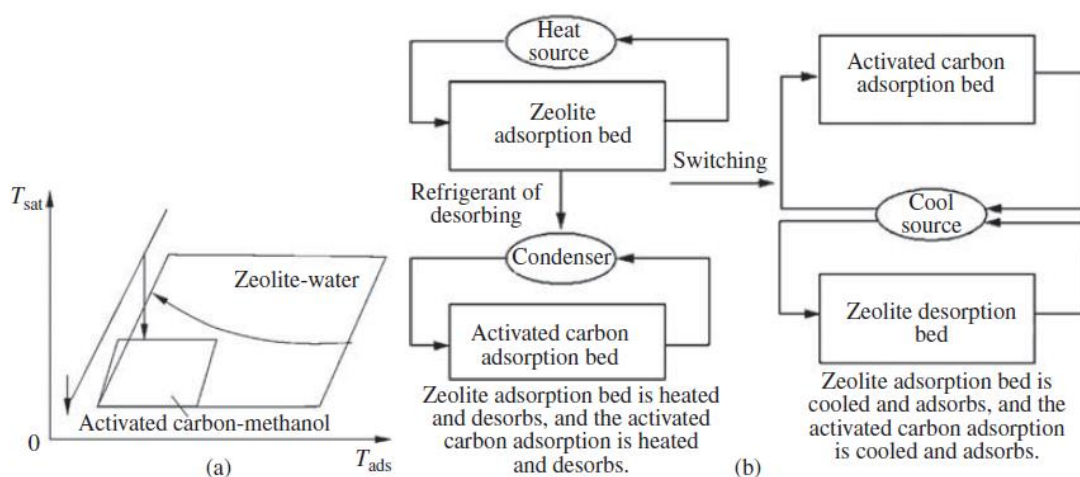 T_sat
Zeolite-water
Activated carbon-methanol
0
T_ads
(a)
Heat
source
Zeolite
adsorption bed
Refrigerant of
desorbing
Condenser
Activated carbon
adsorption bed
Zeolite adsorption bed is heated
and desorbs, and the activated
carbon adsorption is heated
and desorbs.
Switching
(b)
Activated carbon
adsorption bed
Cool
source
Zeolite desorption
bed
Zeolite adsorption bed is
cooled and adsorbs, and the
activated carbon adsorption
is cooled and adsorbs.